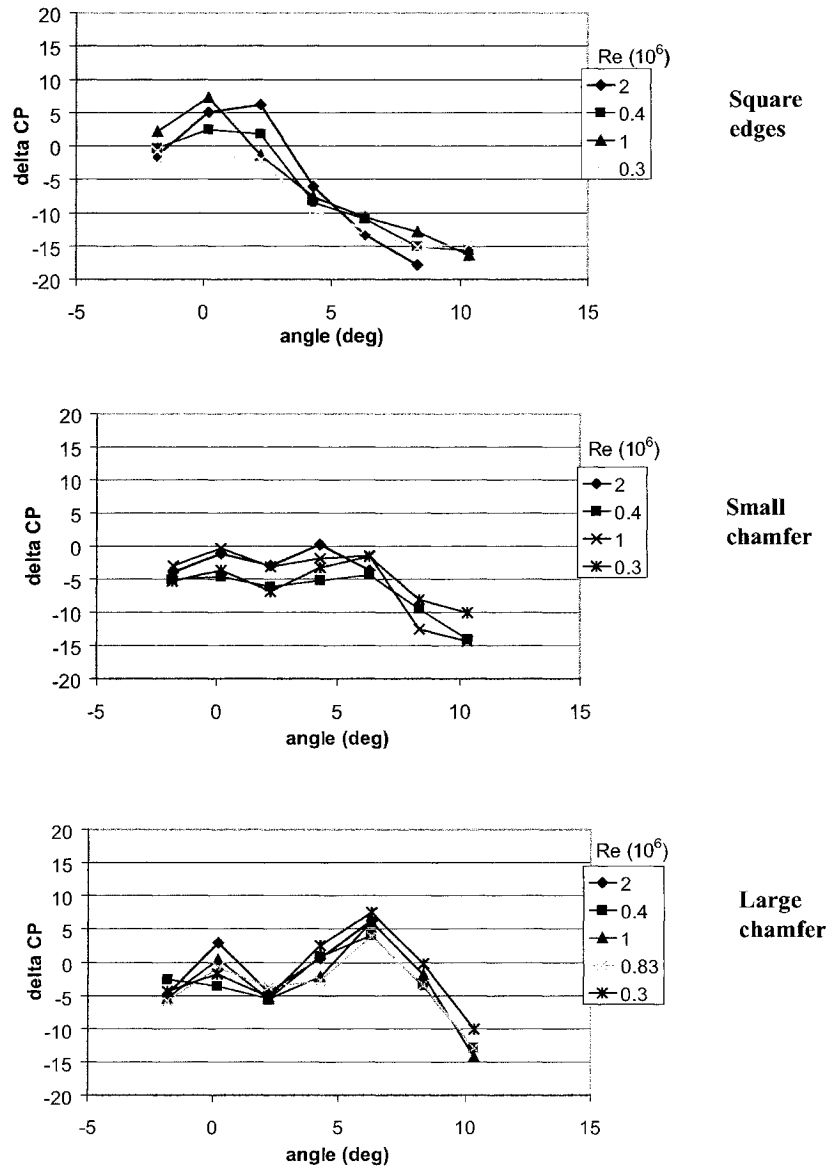 20
15
10
5
0
-5
-10
-15
-20
delta CP
-5 0 5 10 15
angle (deg)
Re (10⁶)
2
0.4
1
0.3
Square
edges
20
15
10
5
0
-5
-10
-15
-20
delta CP
-5 0 5 10 15
angle (deg)
Re (10⁶)
2
0.4
1
0.3
Small
chamfer
20
15
10
5
0
-5
-10
-15
-20
delta CP
-5 0 5 10 15
angle (deg)
Re (10⁶)
2
0.4
1
0.83
0.3
Large
chamfer